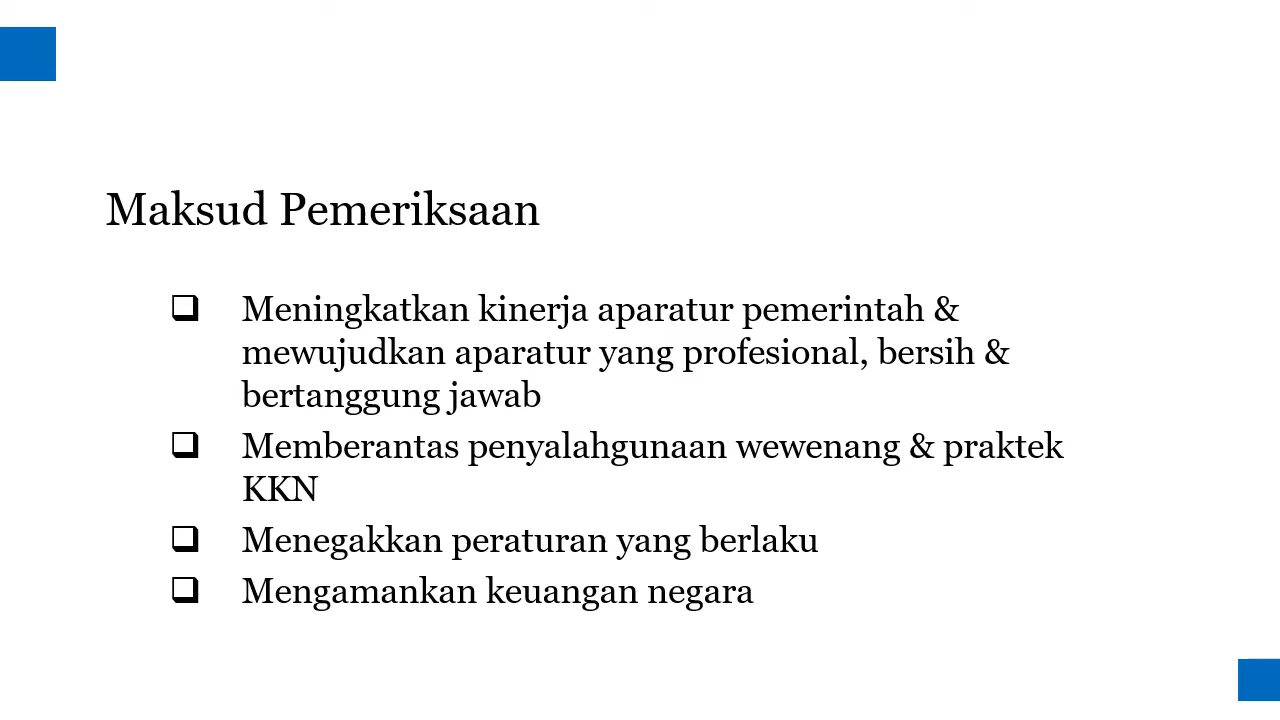 Maksud Pemeriksaan
Meningkatkan kinerja aparatur pemerintah &
mewujudkan aparatur yang profesional, bersih &
bertanggung jawab
Memberantas penyalahgunaan wewenang & praktek
KKN
Menegakkan peraturan yang berlaku
Mengamankan keuangan negara